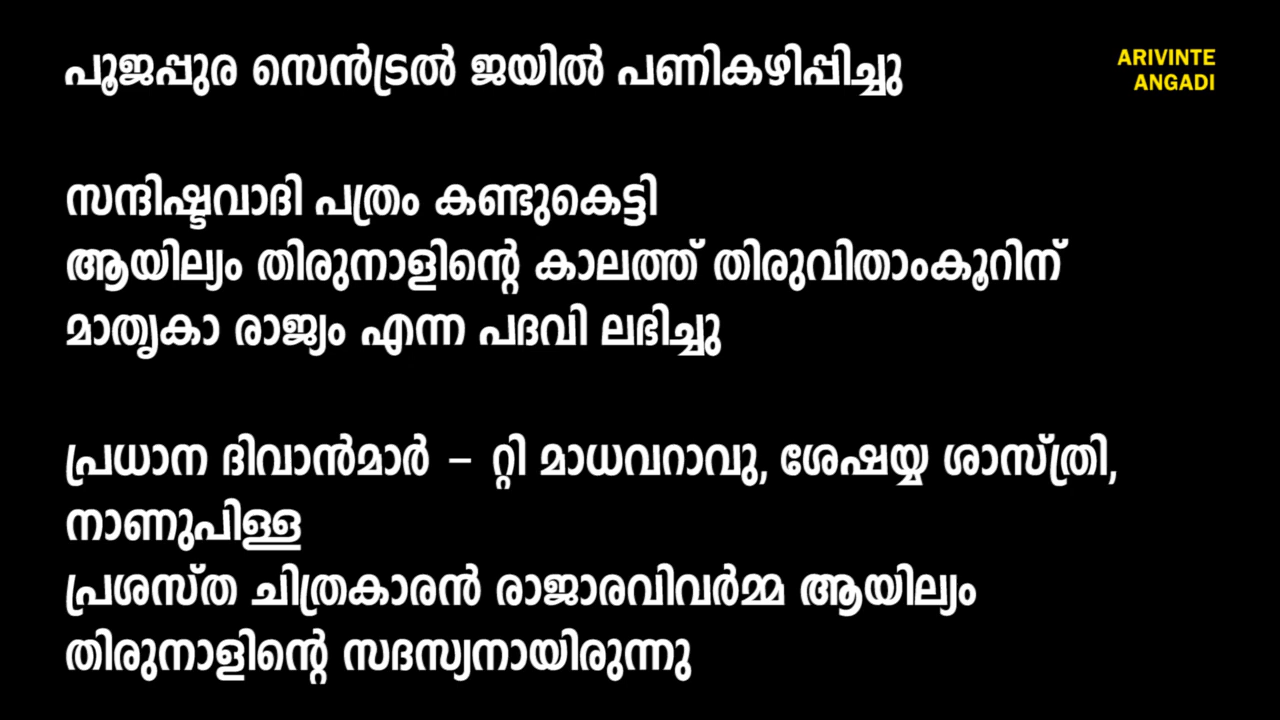 പൂജപ്പുര സെൻട്രൽ ജയിൽ പണികഴിപ്പിച്ചു
ARIVINTE
ANGADI
സന്ദിഷ്ടവാദി പത്രം കണ്ടുകെട്ടി
ആയില്യം തിരുനാളിന്റെ കാലത്ത് തിരുവിതാംകൂറിന്
മാതൃകാ രാജ്യം എന്ന പദവി ലഭിച്ചു
പ്രധാന ദിവാൻമാർ – റ്റി മാധവറാവു, ശേഷയ്യ ശാസ്ത്രി,
നാണുപിള്ള
പ്രശസ്ത ചിത്രകാരൻ രാജാരവിവർമ്മ ആയില്യം
തിരുനാളിന്റെ സദസ്യനായിരുന്നു